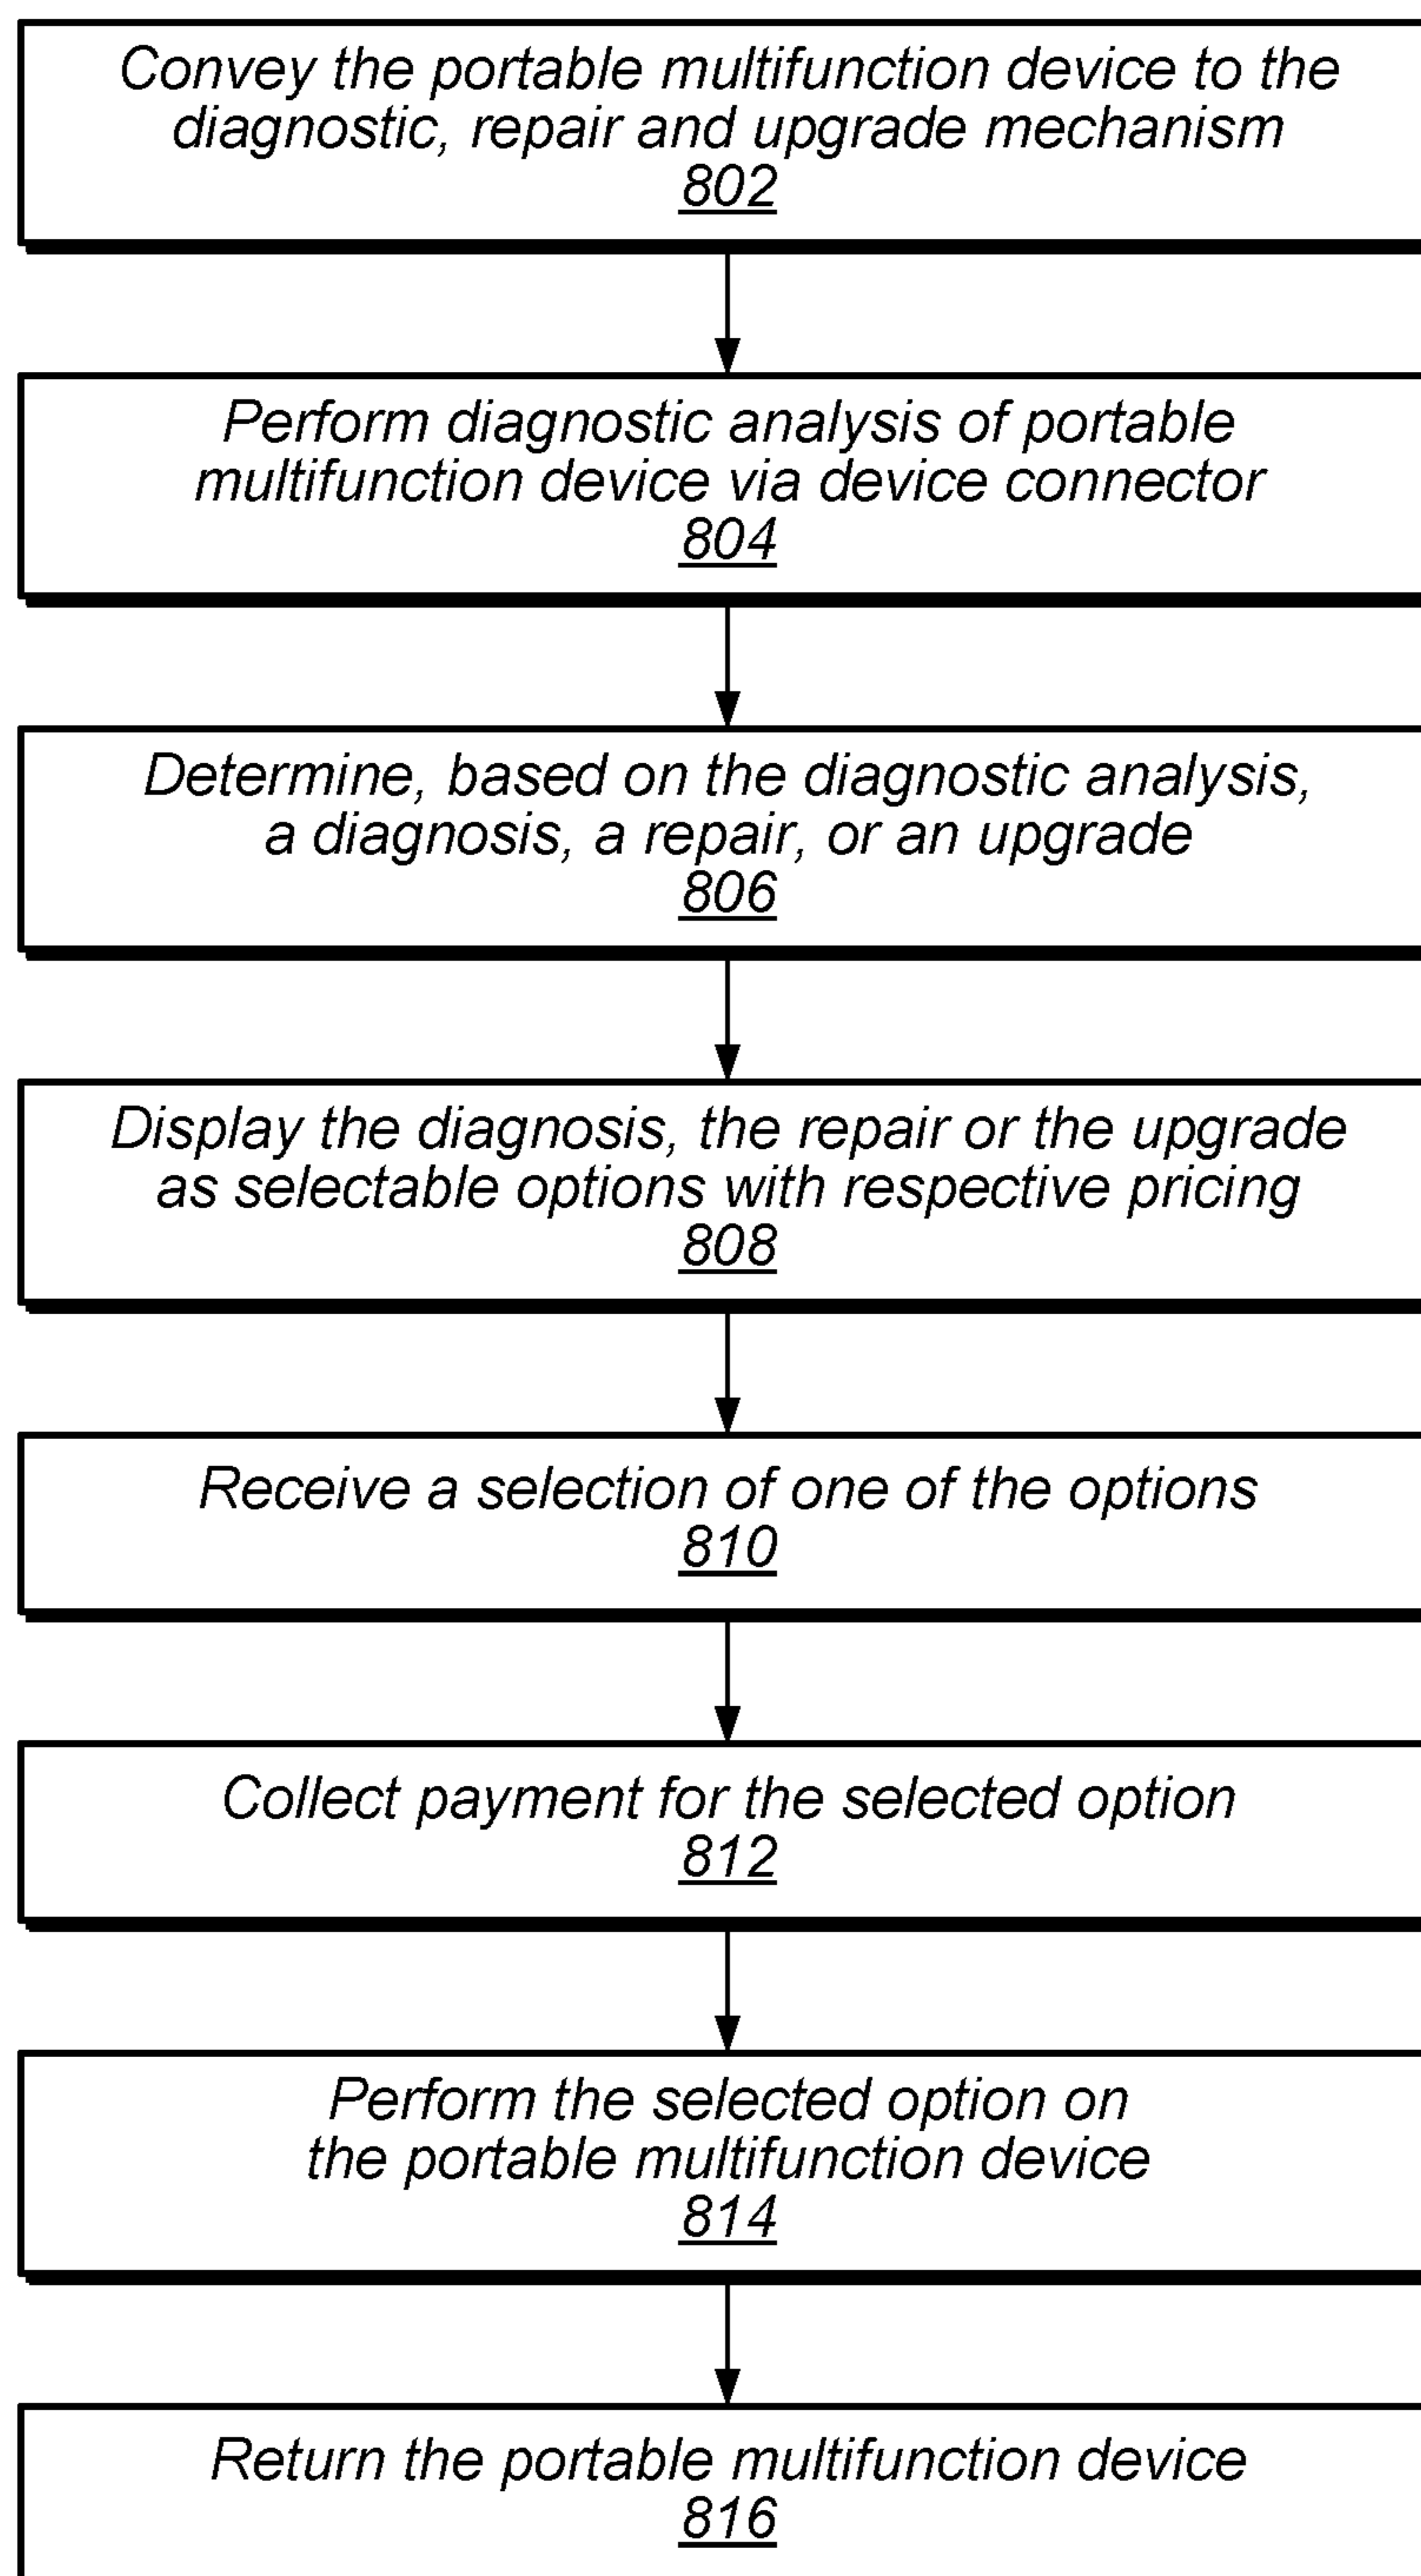 Convey the portable multifunction device to the
diagnostic, repair and upgrade mechanism
802
Perform diagnostic analysis of portable
multifunction device via device connector
804
Determine, based on the diagnostic analysis,
a diagnosis, a repair, or an upgrade
806
Display the diagnosis, the repair or the upgrade
as selectable options with respective pricing
808
Receive a selection of one of the options
810
Collect payment for the selected option
812
Perform the selected option on
the portable multifunction device
814
Return the portable multifunction device
816